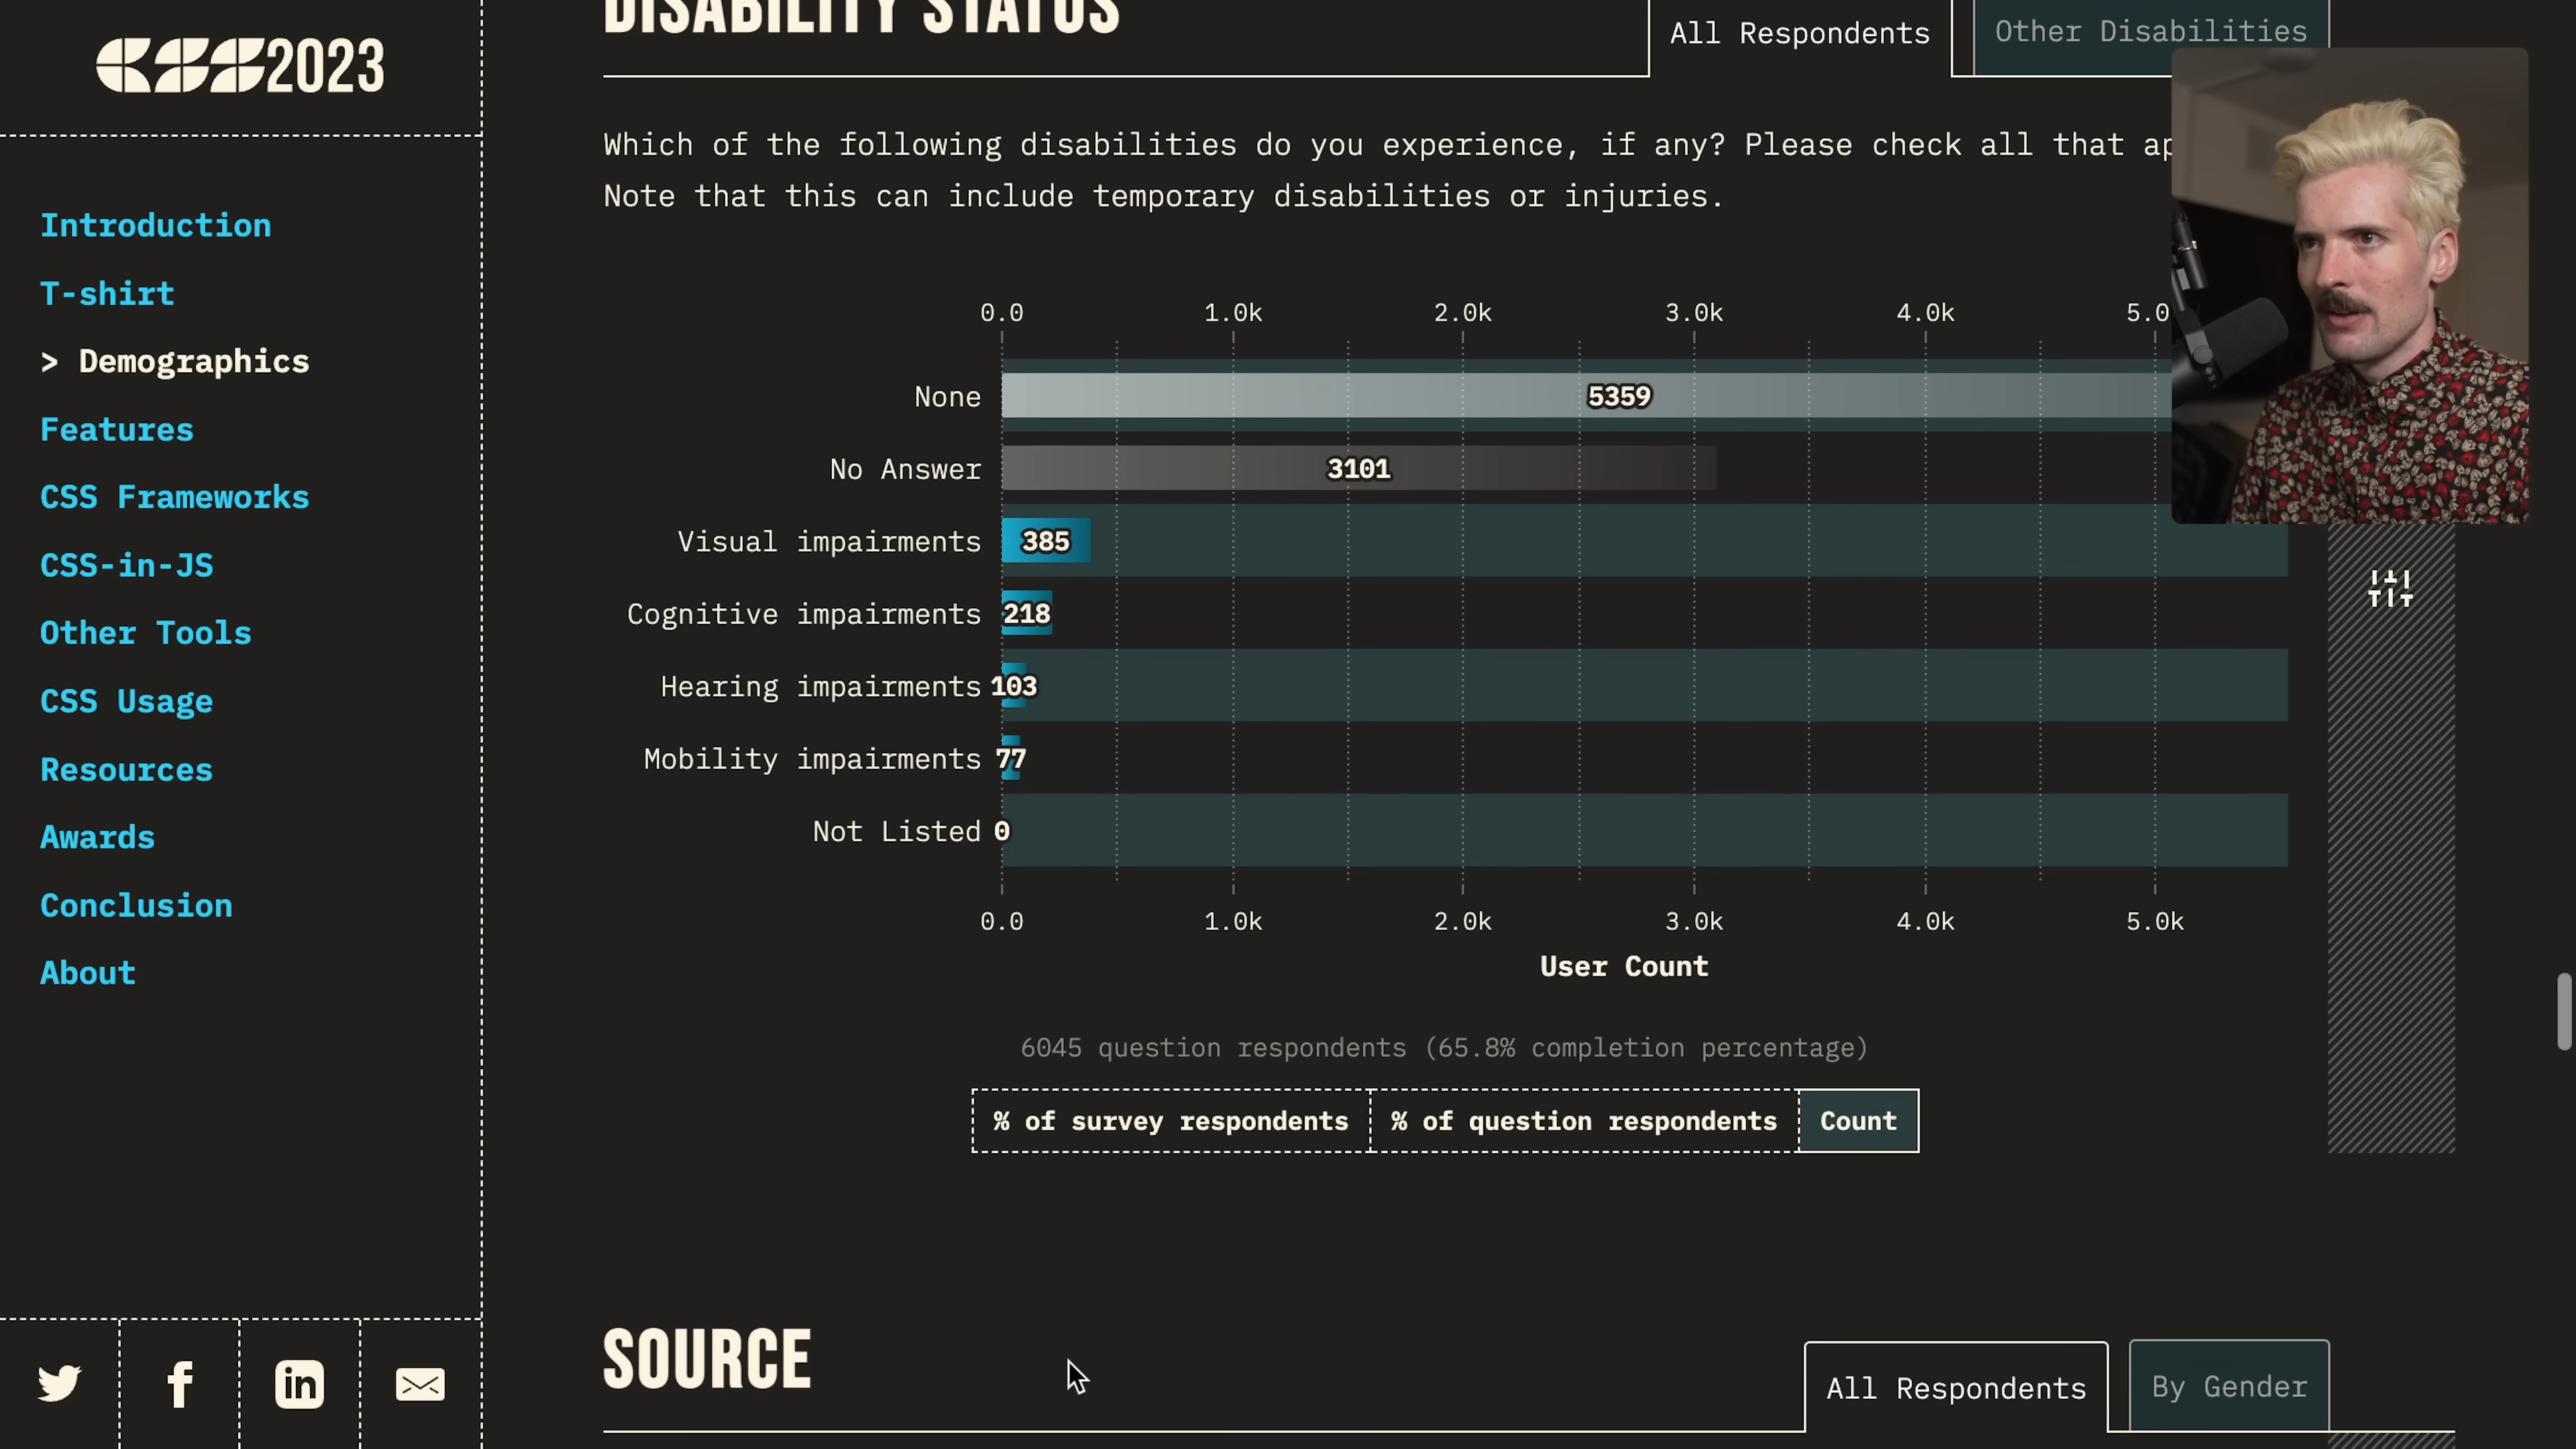 CSS2023
Introduction
T-shirt
> Demographics
Features
CSS Frameworks
CSS-in-JS
Other Tools
CSS Usage
Resources
Awards
Conclusion
About
DISABILITY STATUS
All Respondents
Other Disabilities
Which of the following disabilities do you experience, if any? Please check all that
Note that this can include temporary disabilities or injuries.
0.0 1.0k 2.0k 3.0k 4.0k 5.0
None 5359
No Answer 3101
Visual impairments 385
Cognitive impairments 218
Hearing impairments 103
Mobility impairments 77
Not Listed 0
0.0 1.0k 2.0k 3.0k 4.0k 5.0k
User Count
6045 question respondents (65.8% completion percentage)
% of survey respondents
% of question respondents
Count
SOURCE
All Respondents
By Gender